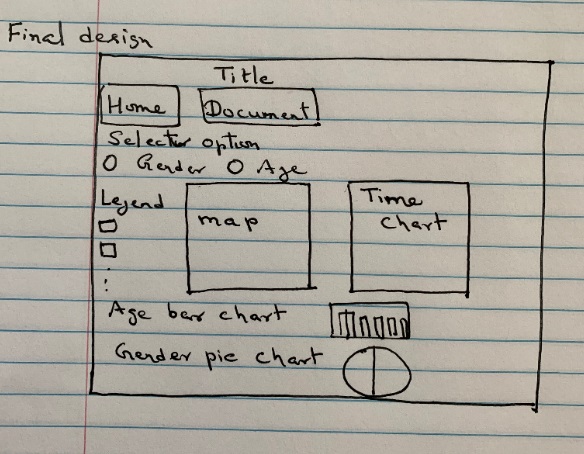 Final design
Title
Home Document
Selector option
O Gender O Age
Legend
map
Time
chart
Age bar chart
Gender pie chart